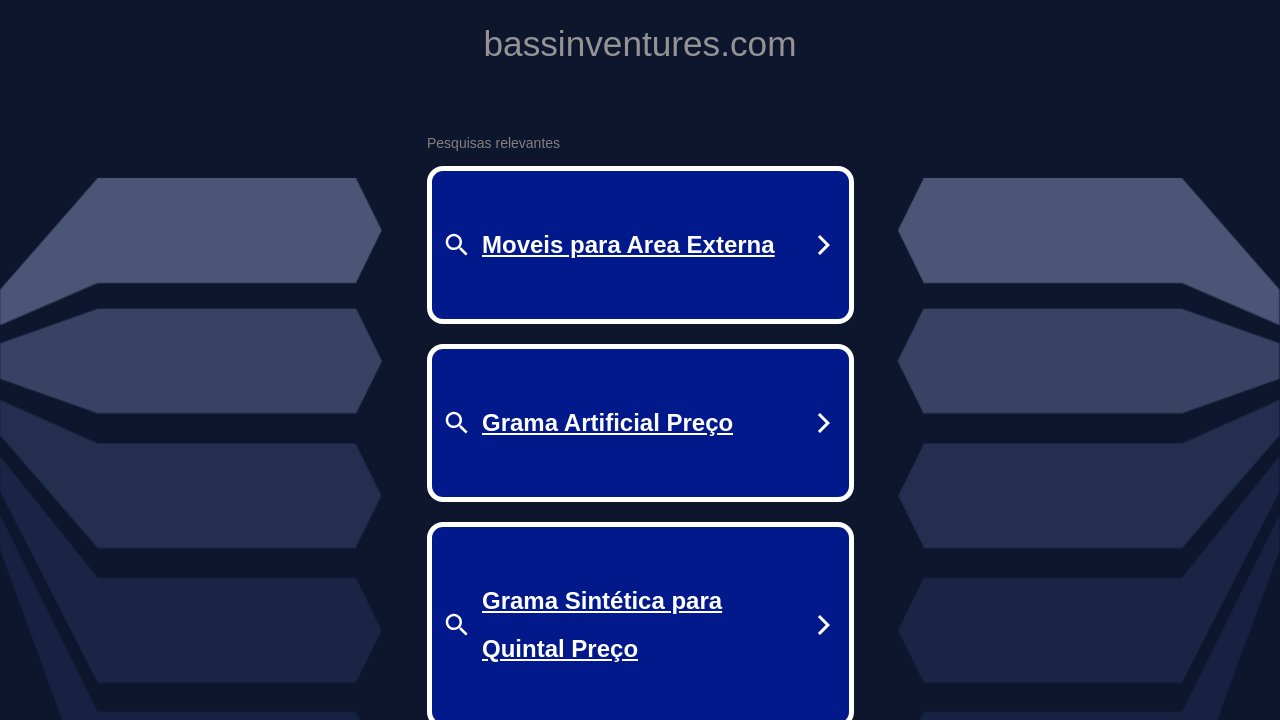 bassinventures.com
Pesquisas relevantes
Moveis para Area Externa
Grama Artificial Preço
Grama Sintética para
Quintal Preço